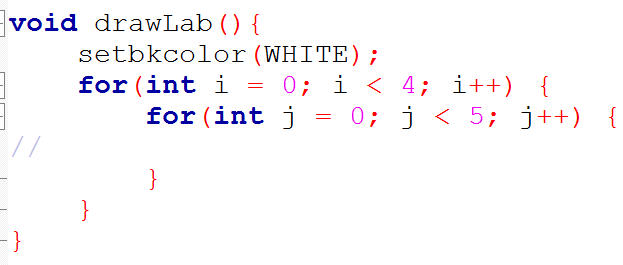 void drawLab(){
    setbkcolor(WHITE);
    for(int i = 0; i < 4; i++) {
        for(int j = 0; j < 5; j++) {
//
        }
    }
}